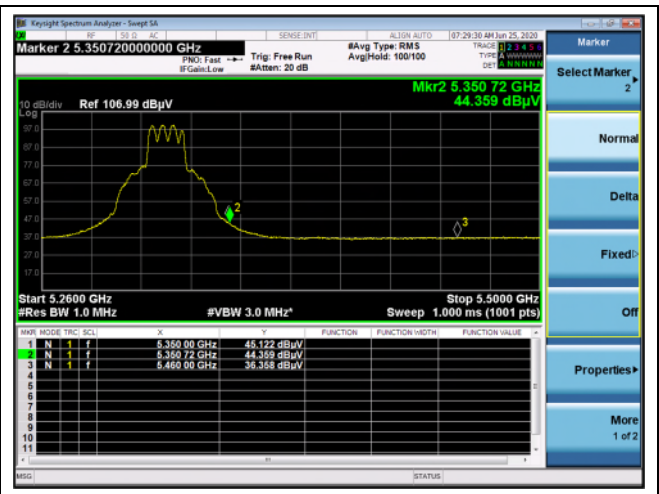 Keysight Spectrum Analyzer - Swept SA
RF 50 Ω AC SENSE:INT ALIGN AUTO 07:29:30 AM Jun 25, 2020
Marker 2 5.350720000000 GHz
PNO: Fast
IFGain:Low
Trig: Free Run
#Atten: 20 dB
#Avg Type: RMS
Avg|Hold: 100/100
TRACE 1 2 3 4 5 6
TYPE A WWWWW
DET A N N N N N
Mkr2 5.350 72 GHz
44.359 dBµV
10 dB/div Ref 106.99 dBµV
Log
97.0
87.0
77.0
67.0
57.0
47.0
37.0
27.0
17.0
2
3
Start 5.2600 GHz Stop 5.5000 GHz
#Res BW 1.0 MHz #VBW 3.0 MHz* Sweep 1.000 ms (1001 pts)
MKR MODE TRC SCL X Y FUNCTION FUNCTION WIDTH FUNCTION VALUE
1 N 1 f 5.350 00 GHz 45.122 dBµV
2 N 1 f 5.350 72 GHz 44.359 dBµV
3 N 1 f 5.460 00 GHz 36.358 dBµV
4
5
6
7
8
9
10
11
MSG STATUS
Marker
Select Marker
2
Normal
Delta
Fixed
Off
Properties
More
1 of 2